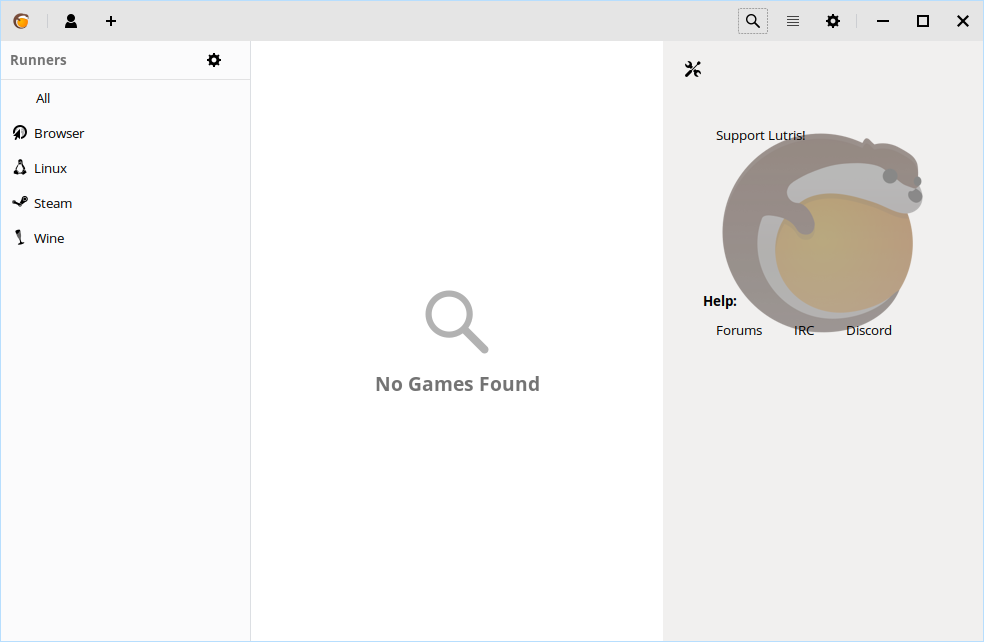 Runners
All
Browser
Linux
Steam
Wine
No Games Found
Support Lutris!
Help:
Forums IRC Discord